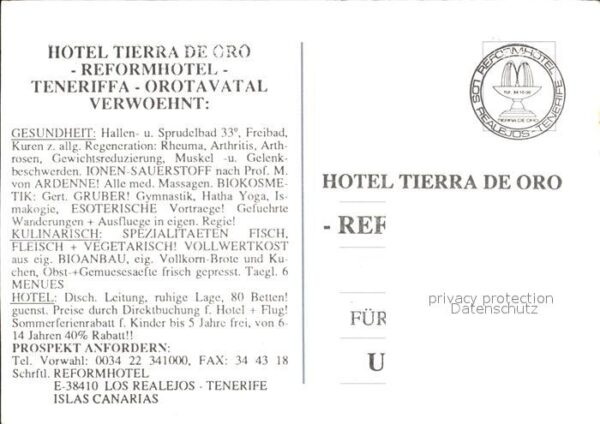 HOTEL TIERRA DE ORO
- REFORMHOTEL -
TENERIFFA - OROTAVATAL
VERWOEHNT:
GESUNDHEIT: Hallen- u. Sprudelbad 33°, Freibad,
Kuren z. allg. Regeneration: Rheuma, Arthritis, Arth-
rosen, Gewichtsreduzierung, Muskel -u. Gelenk-
beschwerden. IONEN-SAUERSTOFF nach Prof. M.
von ARDENNE! Alle med. Massagen. BIOKOSME-
TIK: Gert. GRUBER! Gymnastik, Hatha Yoga, Is-
makogie, ESOTERISCHE Vortraege! Gefuehrte
Wanderungen + Ausfluege in eigen. Regie!
KULINARISCH: SPEZIALITAETEN FISCH,
FLEISCH + VEGETARISCH! VOLLWERTKOST
aus eig. BIOANBAU, eig. Vollkorn-Brote und Ku-
chen, Obst-+Gemuesesaefte frisch gepresst. Taegl. 6
MENUES
HOTEL: Dtsch. Leitung, ruhige Lage, 80 Betten!
guenst. Preise durch Direktbuchung f. Hotel + Flug!
Sommerferienrabatt f. Kinder bis 5 Jahre frei, von 6-
14 Jahren 40% Rabatt!!
PROSPEKT ANFORDERN:
Tel. Vorwahl: 0034 22 341000, FAX: 34 43 18
Schrftl. REFORMHOTEL
E-38410 LOS REALEJOS - TENERIFE
ISLAS CANARIAS
REFORMHOTEL
LOS REALEJOS - TENERIFE
TIERRA DE ORO
HOTEL TIERRA DE ORO
- REF
privacy protection
Datenschutz
FÜR
U